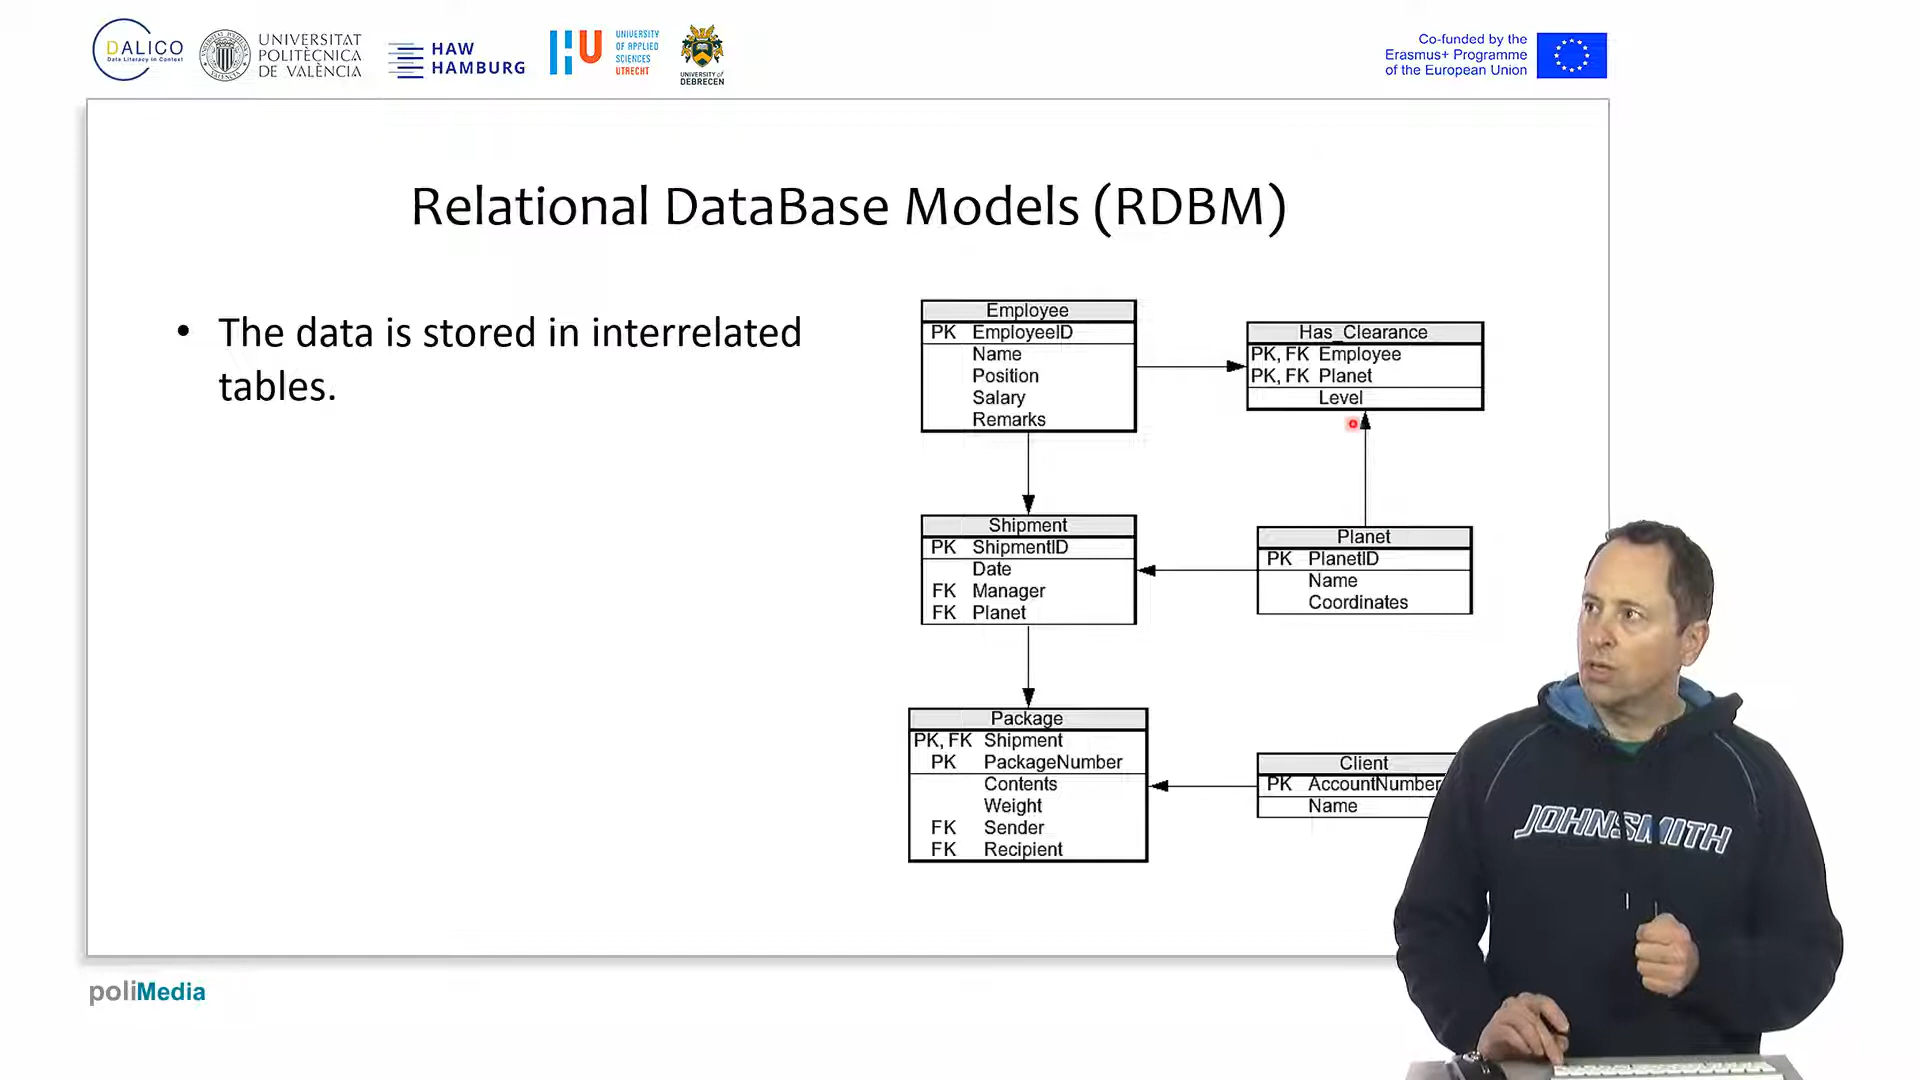 DALICO
Data Literacy in Context
UNIVERSITAT
POLITÈCNICA
DE VALÈNCIA
HAW
HAMBURG
HU
UNIVERSITY
OF APPLIED
SCIENCES
UTRECHT
UNIVERSITY of
DEBRECEN
Co-funded by the
Erasmus+ Programme
of the European Union
Relational DataBase Models (RDBM)
• The data is stored in interrelated
tables.
Employee
PK EmployeeID
Name
Position
Salary
Remarks
Has_Clearance
PK, FK Employee
PK, FK Planet
Level
Shipment
PK ShipmentID
Date
FK Manager
FK Planet
Planet
PK PlanetID
Name
Coordinates
Package
PK, FK Shipment
PK PackageNumber
Contents
Weight
FK Sender
FK Recipient
Client
PK AccountNumber
Name
JOHNSMITH
poliMedia